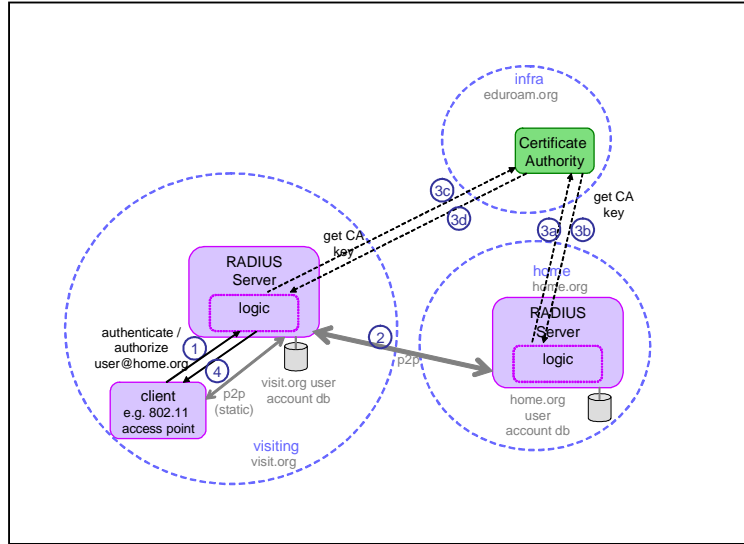 infra
eduroam.org
Certificate
Authority
3c
3d
get CA
key
3a
3b
get CA
key
RADIUS
Server
logic
home
home.org
RADIUS
Server
logic
authenticate /
authorize
user@home.org
1
4
2
p2p
client
e.g. 802.11
access point
p2p
(static)
visit.org user
account db
home.org
user
account db
visiting
visit.org